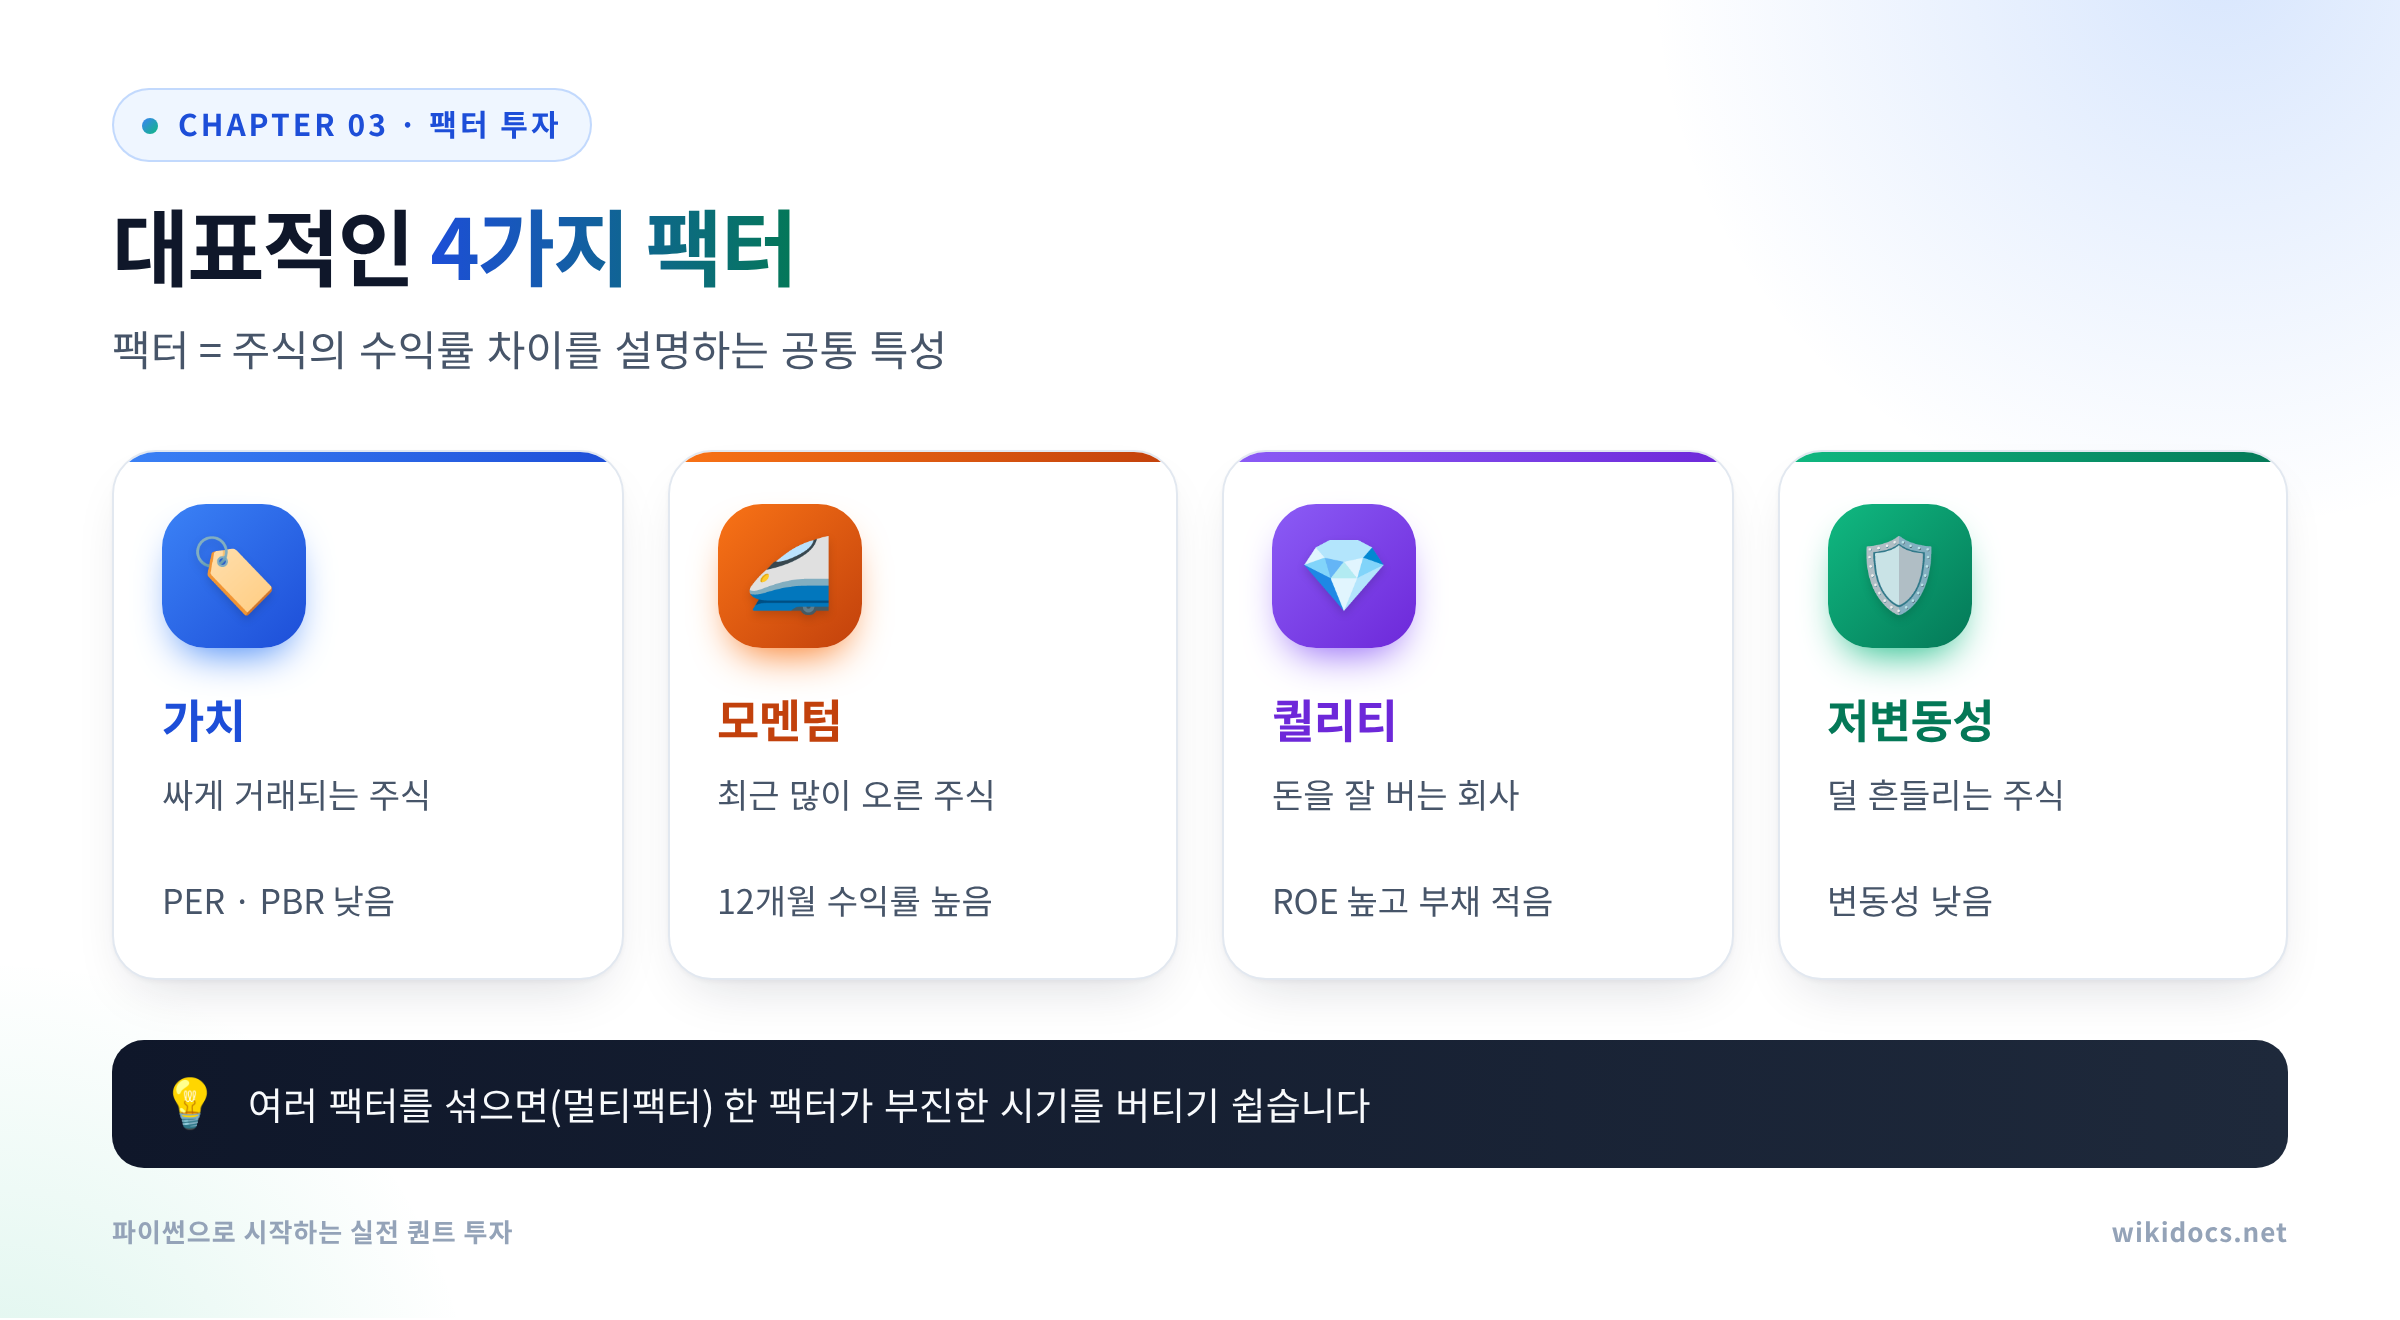 CHAPTER 03 · 팩터 투자
대표적인 4가지 팩터
팩터 = 주식의 수익률 차이를 설명하는 공통 특성
가치
싸게 거래되는 주식
PER · PBR 낮음
모멘텀
최근 많이 오른 주식
12개월 수익률 높음
퀄리티
돈을 잘 버는 회사
ROE 높고 부채 적음
저변동성
덜 흔들리는 주식
변동성 낮음
여러 팩터를 섞으면(멀티팩터) 한 팩터가 부진한 시기를 버티기 쉽습니다
파이썬으로 시작하는 실전 퀀트 투자
wikidocs.net